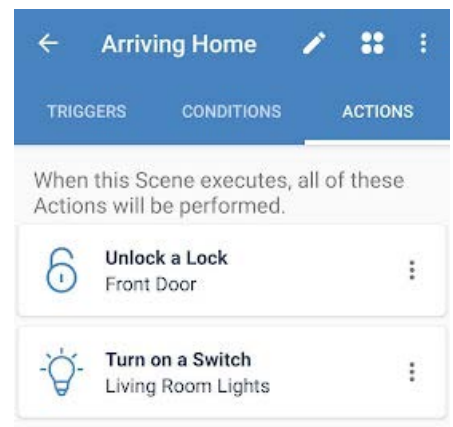 Arriving Home
TRIGGERS CONDITIONS ACTIONS
When this Scene executes, all of these
Actions will be performed.
Unlock a Lock
Front Door
Turn on a Switch
Living Room Lights